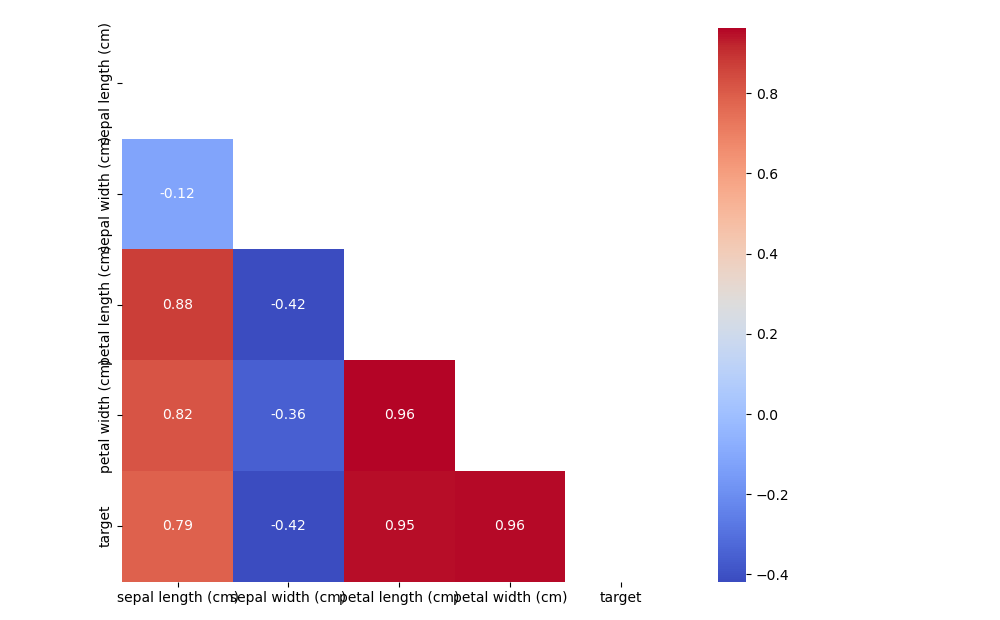 sepal length (cm)
sepal width (cm)
-0.12
petal length (cm)
0.88
-0.42
petal width (cm)
0.82
-0.36
0.96
target
0.79
-0.42
0.95
0.96
sepal length (cm)
sepal width (cm)
petal length (cm)
petal width (cm)
target
0.8
0.6
0.4
0.2
0.0
−0.2
−0.4